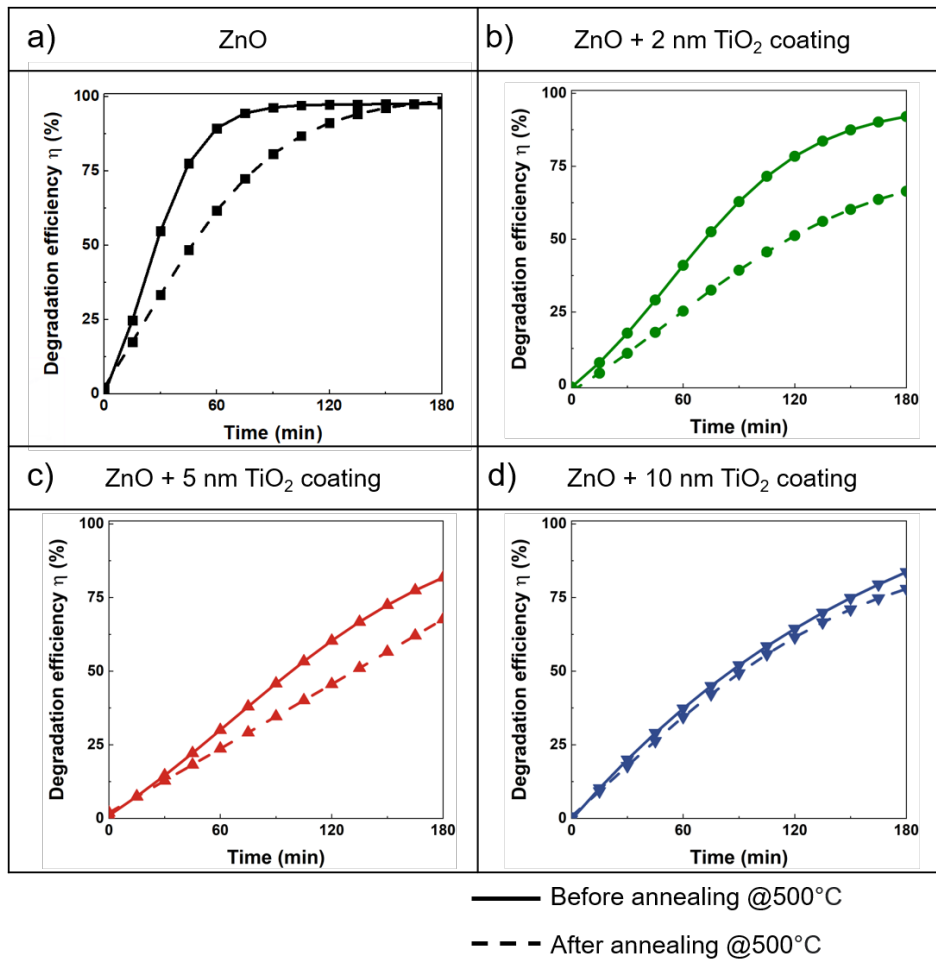 a)
ZnO
Degradation efficiency η (%)
100
75
50
25
0
0 60 120 180
Time (min)
b)
ZnO + 2 nm TiO₂ coating
Degradation efficiency η (%)
100
75
50
25
0
0 60 120 180
Time (min)
c)
ZnO + 5 nm TiO₂ coating
Degradation efficiency η (%)
100
75
50
25
0
0 60 120 180
Time (min)
d)
ZnO + 10 nm TiO₂ coating
Degradation efficiency η (%)
100
75
50
25
0
0 60 120 180
Time (min)
Before annealing @500°C
After annealing @500°C